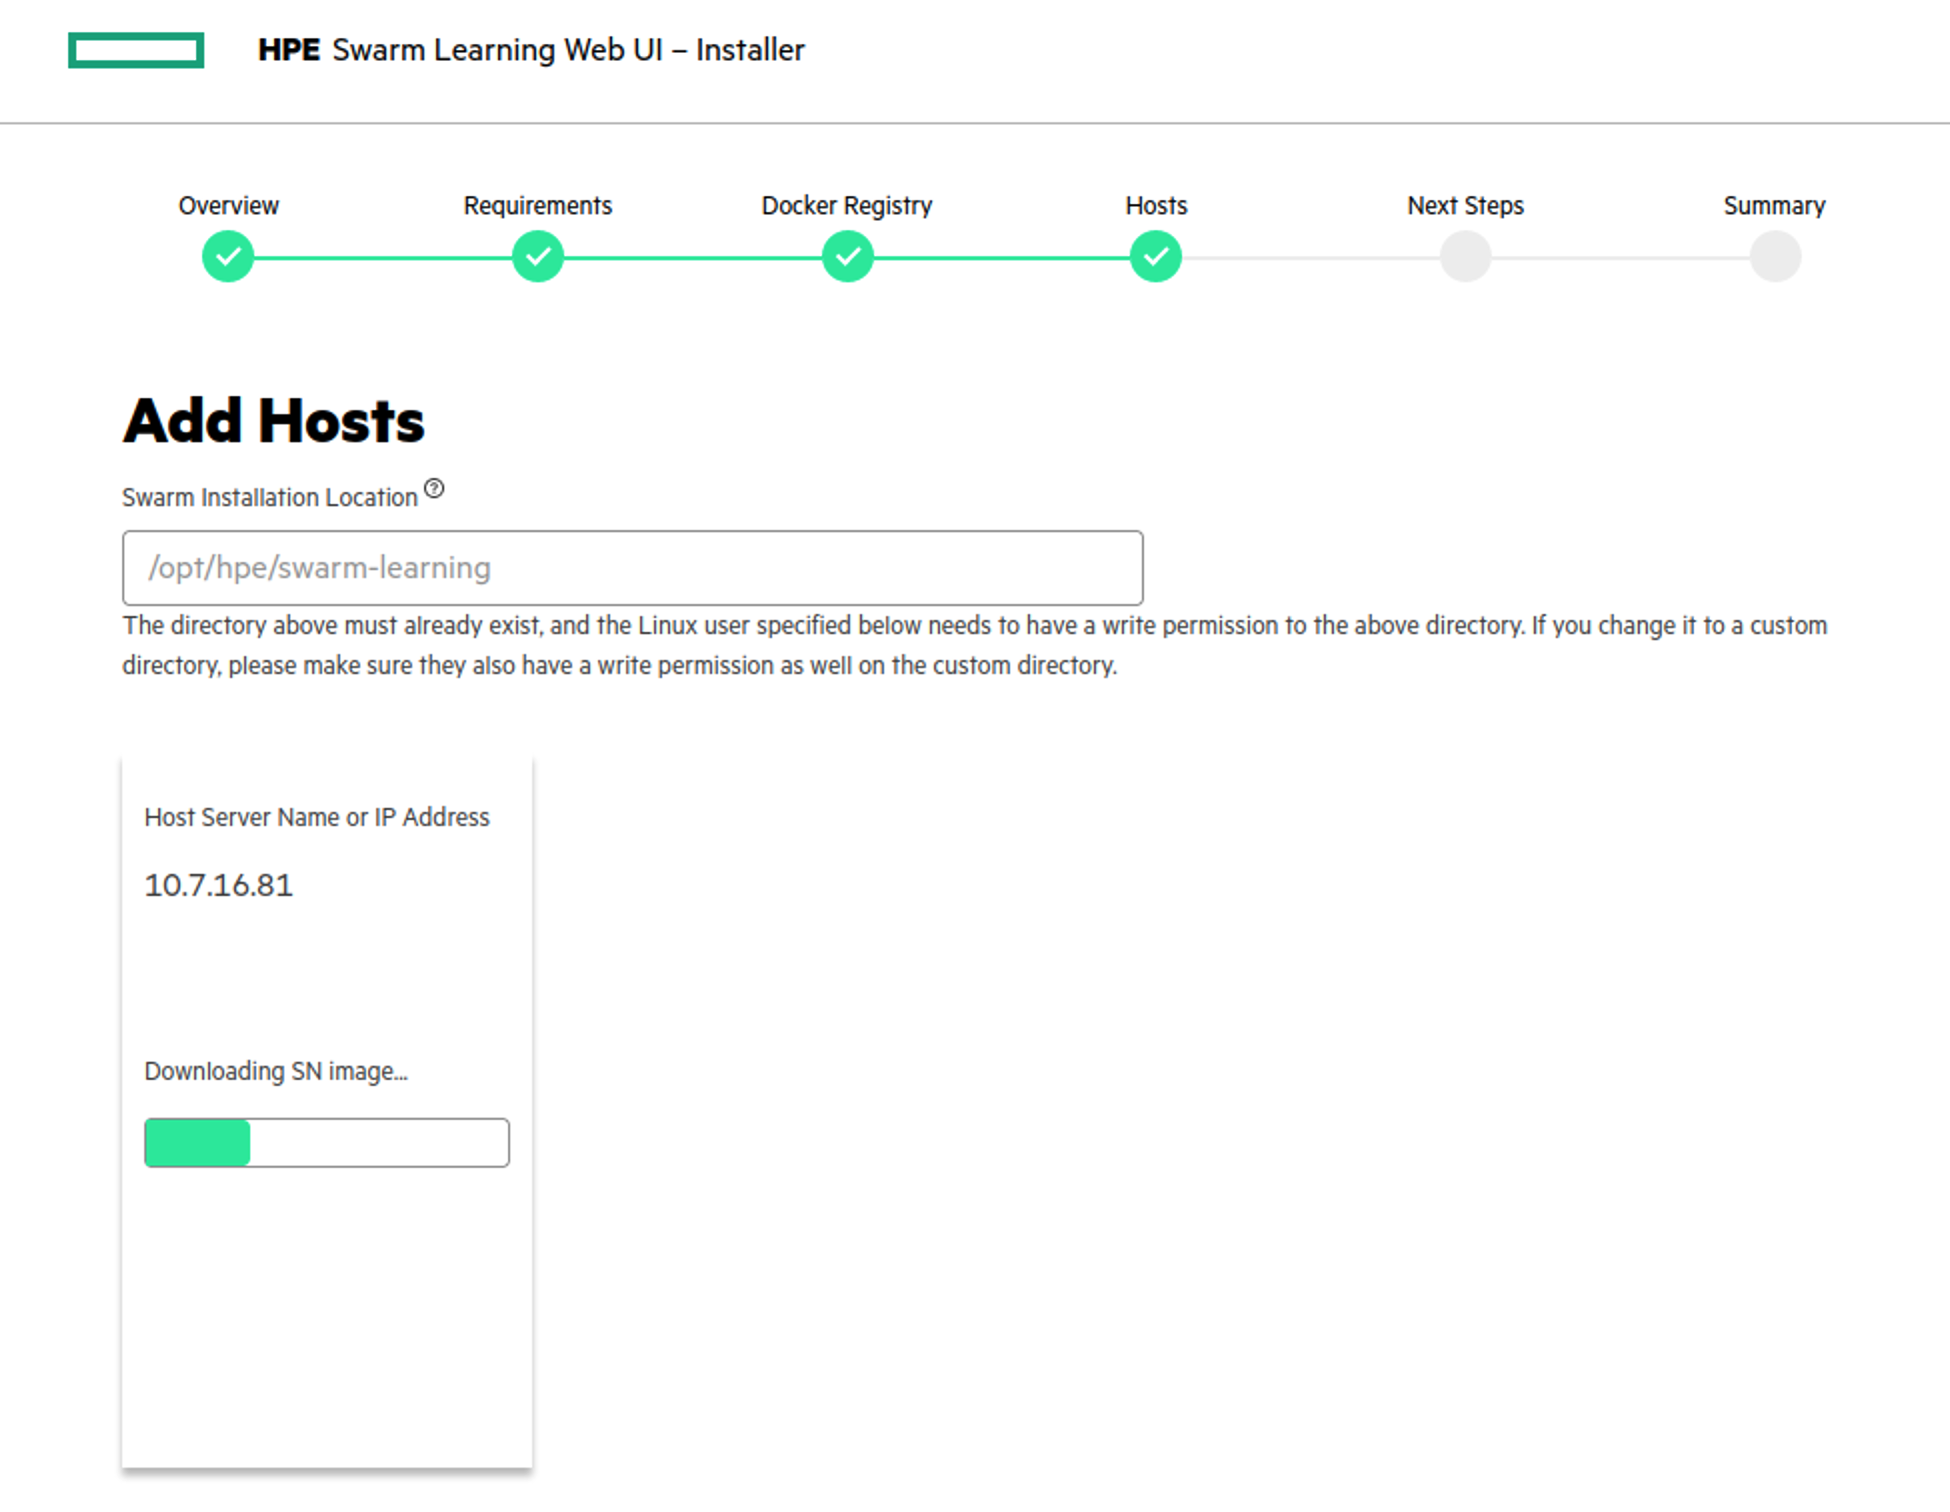 HPE Swarm Learning Web UI – Installer
Overview Requirements Docker Registry Hosts Next Steps Summary
Add Hosts
Swarm Installation Location ?
/opt/hpe/swarm-learning
The directory above must already exist, and the Linux user specified below needs to have a write permission to the above directory. If you change it to a custom
directory, please make sure they also have a write permission as well on the custom directory.
Host Server Name or IP Address
10.7.16.81
Downloading SN image...